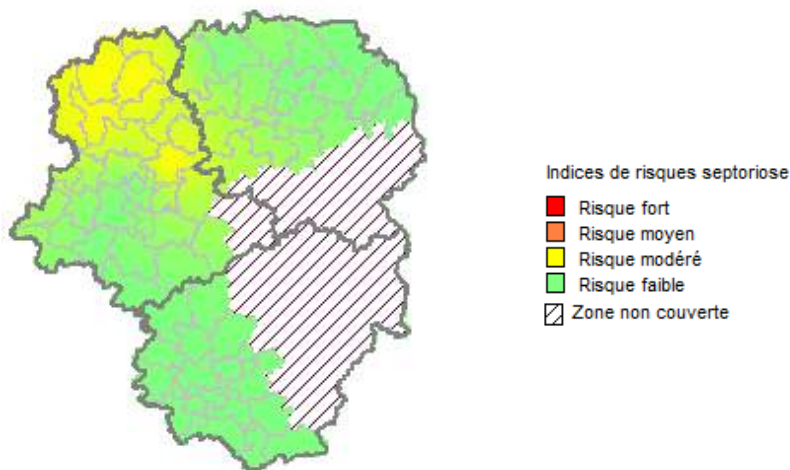 Indices de risques septoriose
Risque fort
Risque moyen
Risque modéré
Risque faible
Zone non couverte